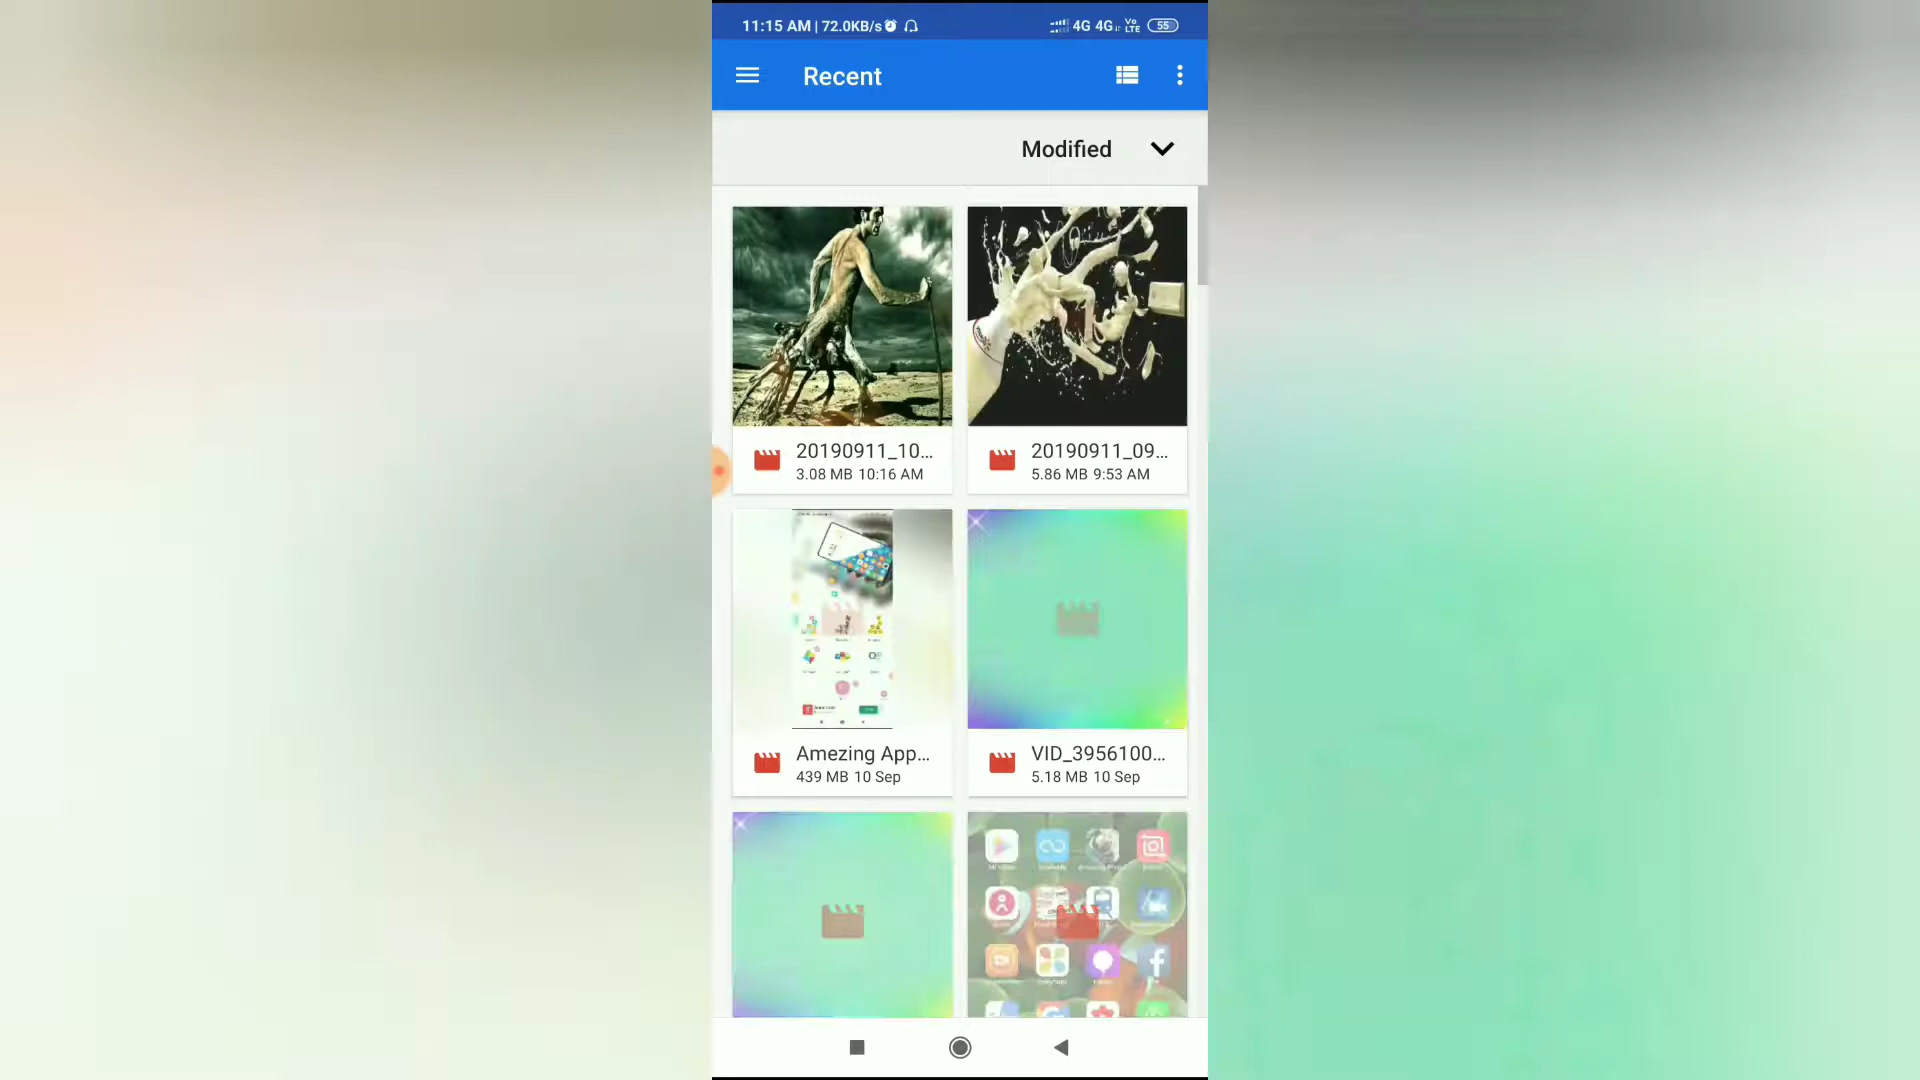 11:15 AM | 72.0KB/s
4G 4G Vo LTE 55
Recent
Modified
20190911_10...
3.08 MB 10:16 AM
20190911_09...
5.86 MB 9:53 AM
Amezing App...
439 MB 10 Sep
VID_3956100...
5.18 MB 10 Sep